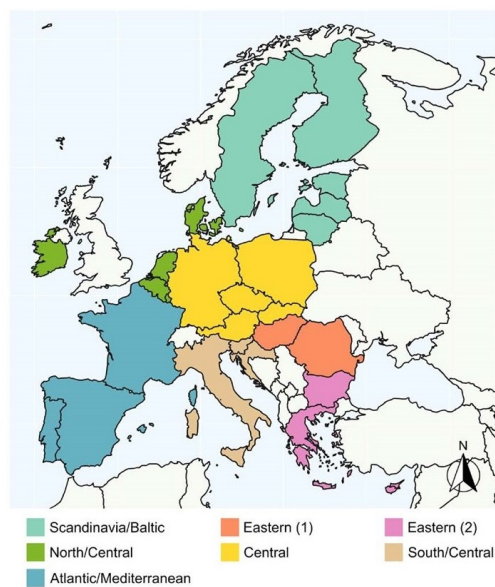 N
Scandinavia/Baltic
Eastern (1)
Eastern (2)
North/Central
Central
South/Central
Atlantic/Mediterranean